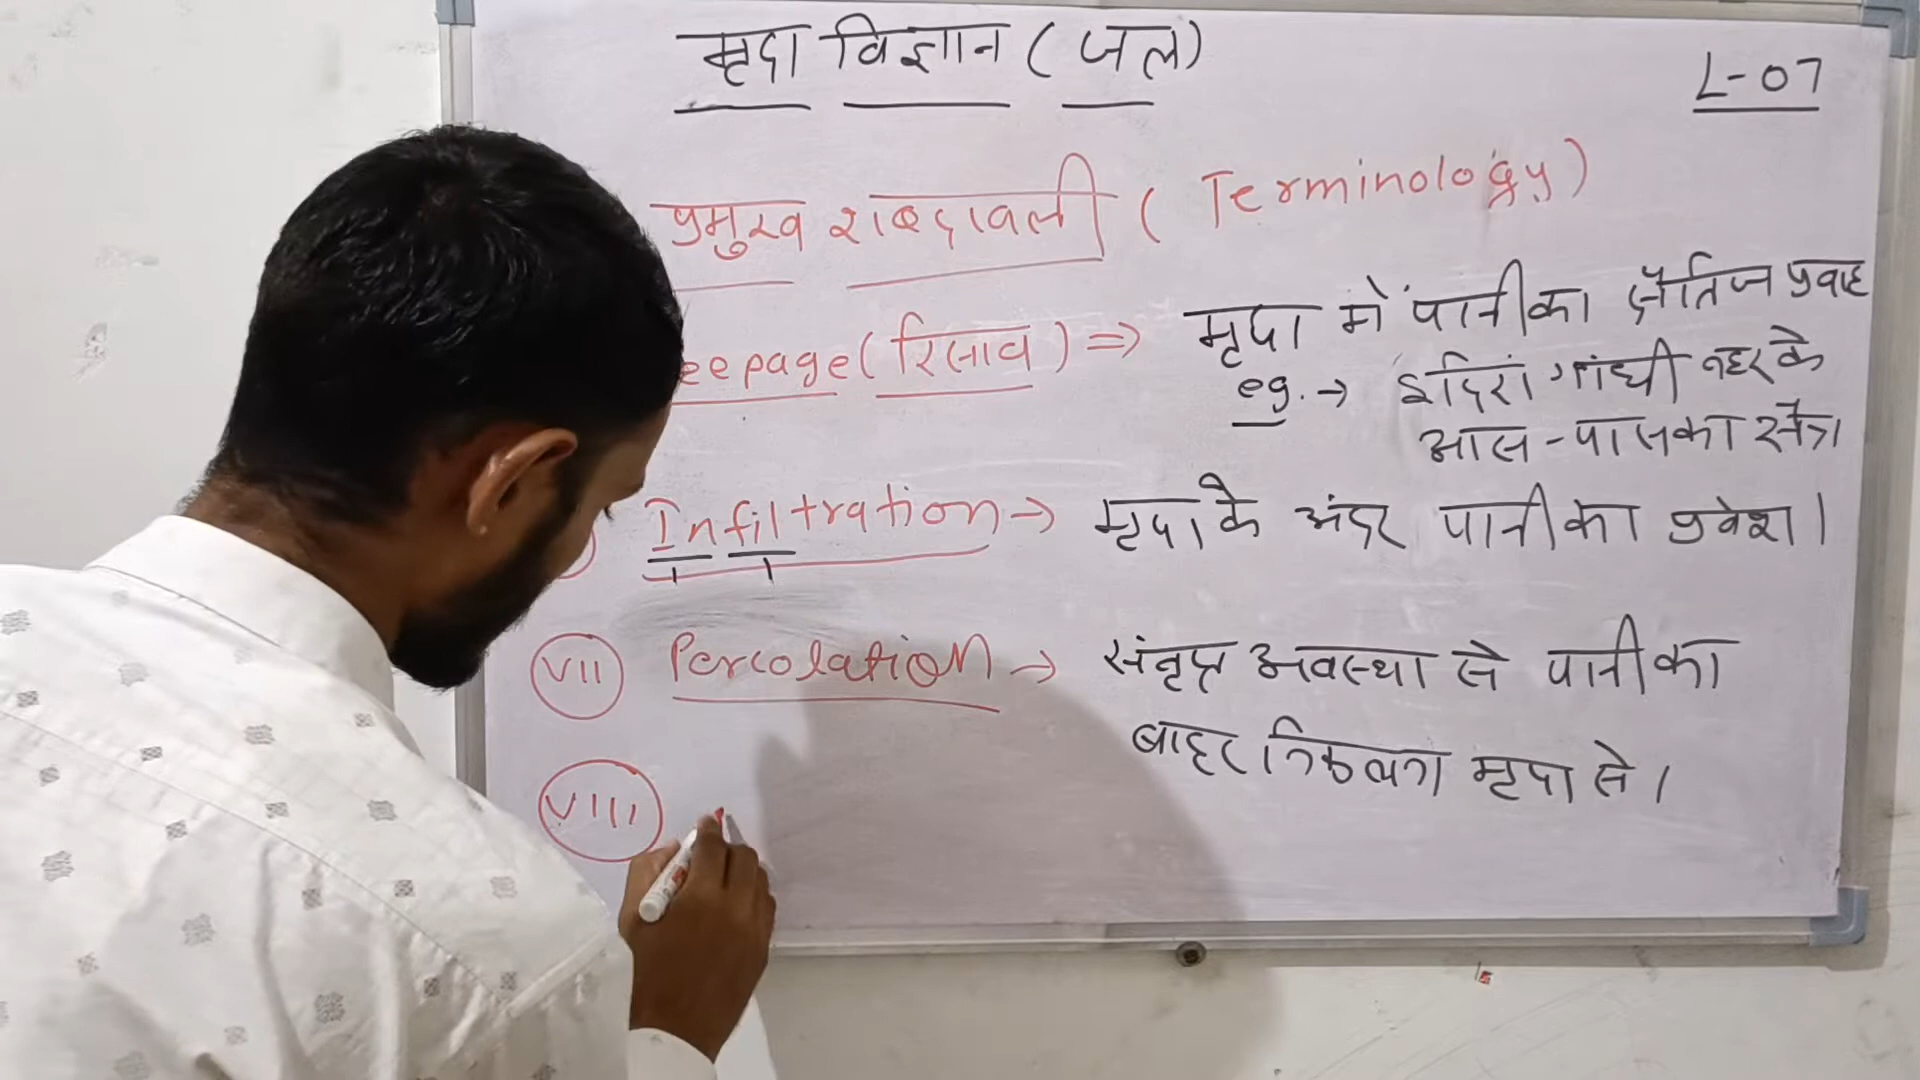 मृदा विज्ञान (जल)
L-07
प्रमुख शब्दावली (Terminology)
eepage (रिसाव) ⇒ मृदा में पानी का क्षैतिज प्रवाह
eg. → इंदिरा गांधी नहर के
आस-पास का क्षेत्र
Infiltration → मृदा के अंदर पानी का प्रवेश।
VII Percolation → संतृप्त अवस्था से पानी का
बाहर निकलना मृदा से।
VIII